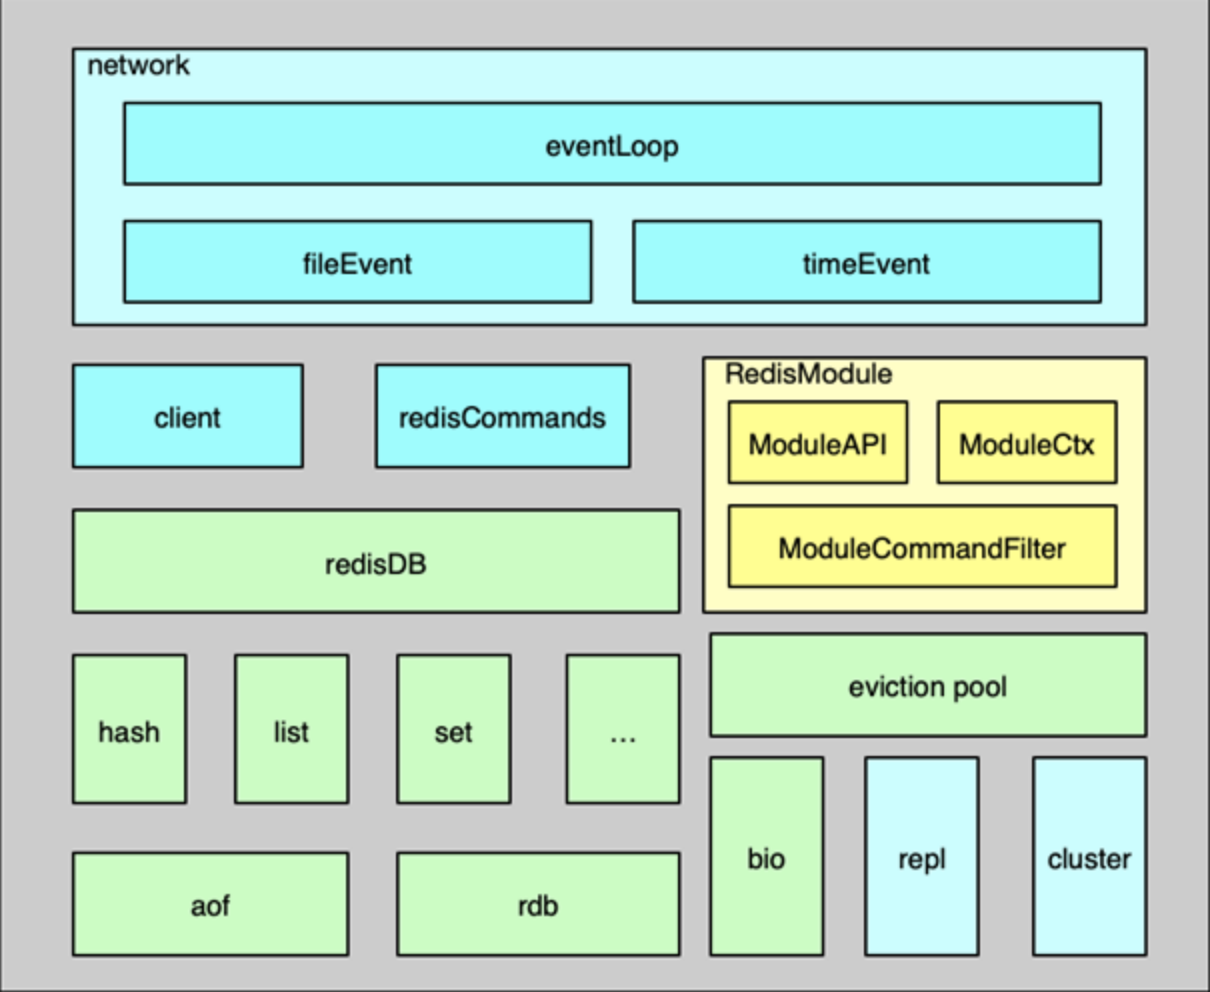 network
eventLoop
fileEvent
timeEvent
client
redisCommands
RedisModule
ModuleAPI
ModuleCtx
ModuleCommandFilter
redisDB
eviction pool
hash
list
set
...
bio
repl
cluster
aof
rdb